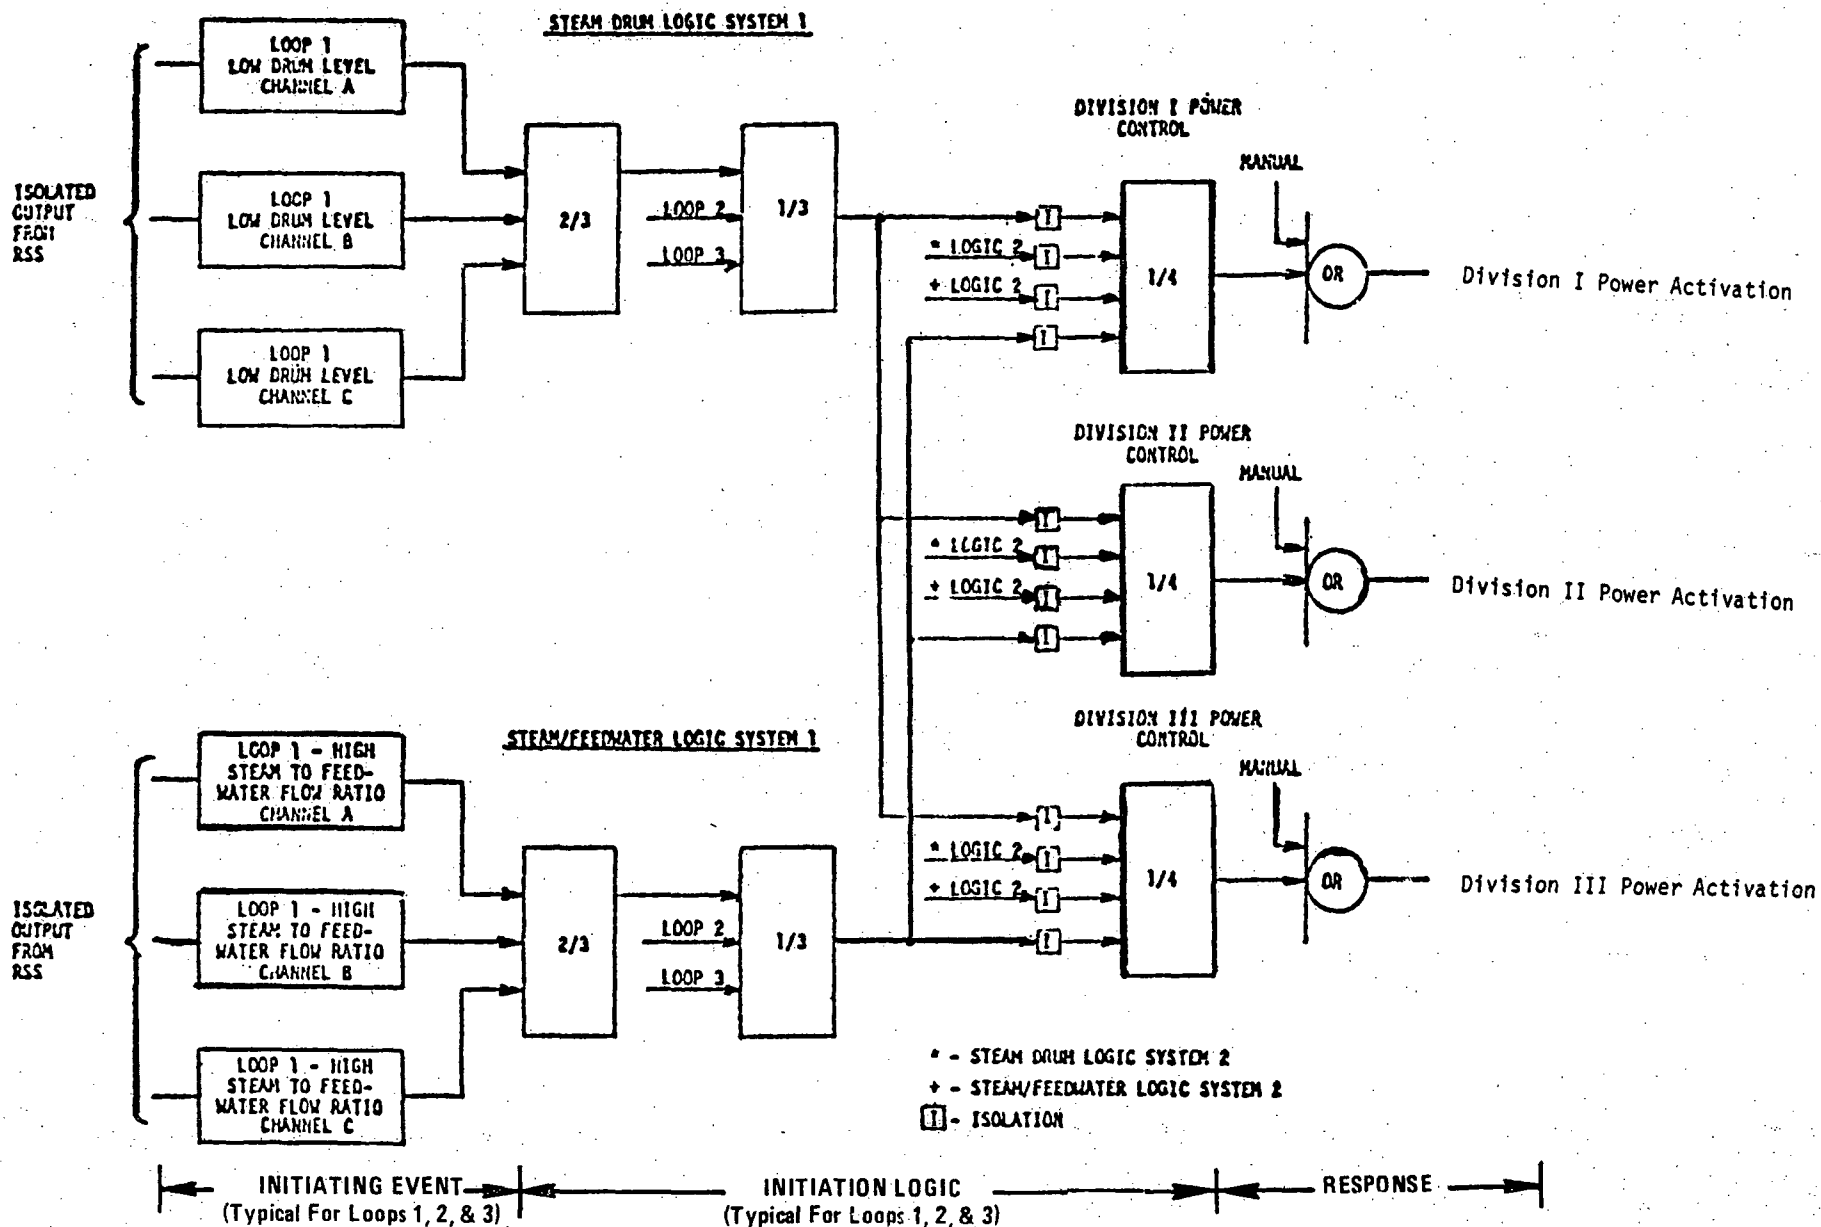 STEAM DRUM LOGIC SYSTEM 1
ISOLATED
OUTPUT
FROM
RSS
LOOP 1
LOW DRUM LEVEL
CHANNEL A
LOOP 1
LOW DRUM LEVEL
CHANNEL B
LOOP 1
LOW DRUM LEVEL
CHANNEL C
2/3
LOOP 2
LOOP 3
1/3
DIVISION I POWER
CONTROL
I
* LOGIC 2
I
+ LOGIC 2
I
I
1/4
MANUAL
OR
Division I Power Activation
DIVISION II POWER
CONTROL
I
* LOGIC 2
I
+ LOGIC 2
I
I
1/4
MANUAL
OR
Division II Power Activation
STEAM/FEEDWATER LOGIC SYSTEM 1
ISOLATED
OUTPUT
FROM
RSS
LOOP 1 - HIGH
STEAM TO FEED-
WATER FLOW RATIO
CHANNEL A
LOOP 1 - HIGH
STEAM TO FEED-
WATER FLOW RATIO
CHANNEL B
LOOP 1 - HIGH
STEAM TO FEED-
WATER FLOW RATIO
CHANNEL C
2/3
LOOP 2
LOOP 3
1/3
DIVISION III POWER
CONTROL
I
* LOGIC 2
I
+ LOGIC 2
I
I
1/4
MANUAL
OR
Division III Power Activation
* - STEAM DRUM LOGIC SYSTEM 2
+ - STEAM/FEEDWATER LOGIC SYSTEM 2
I - ISOLATION
INITIATING EVENT
(Typical For Loops 1, 2, & 3)
INITIATION LOGIC
(Typical For Loops 1, 2, & 3)
RESPONSE